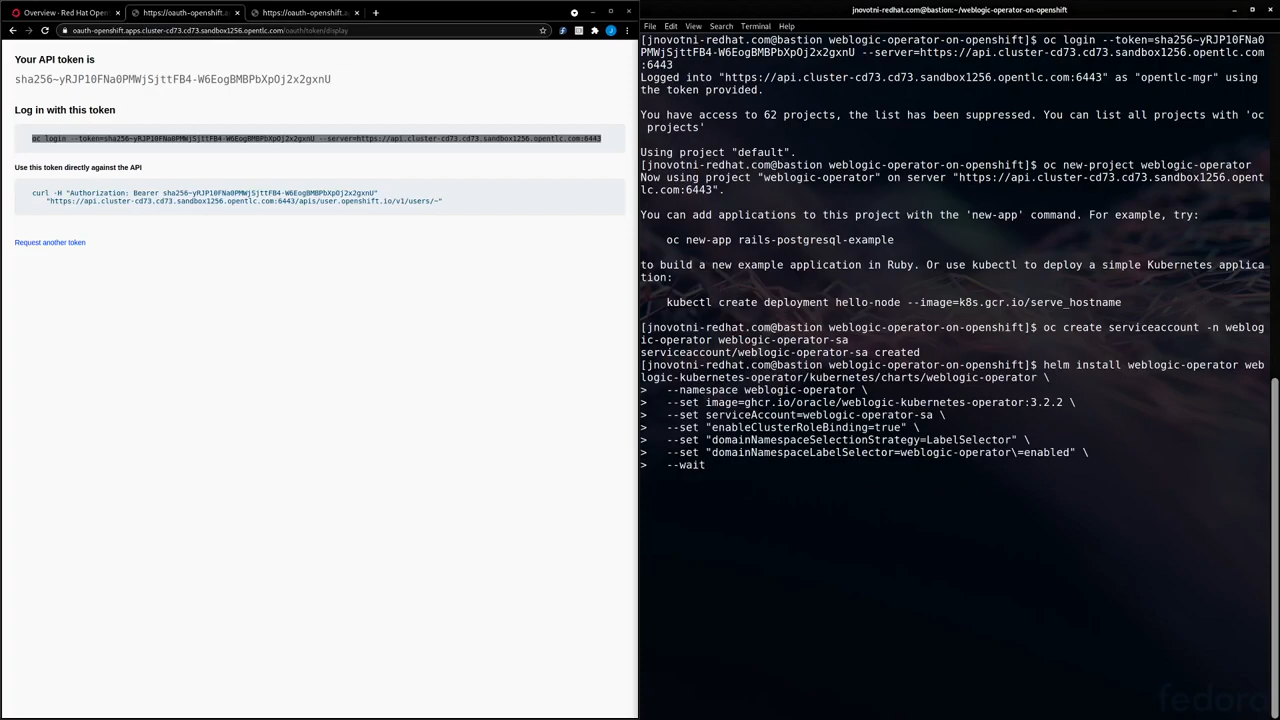 Overview - Red Hat Open
https://oauth-openshift.a
https://oauth-openshift.a
oauth-openshift.apps.cluster-cd73.cd73.sandbox1256.opentlc.com/oauth/token/display
J
Your API token is
sha256~yRJP10FNa0PMWjSjttFB4-W6EogBMBPbXpOj2x2gxnU
Log in with this token
oc login --token=sha256~yRJP10FNa0PMWjSjttFB4-W6EogBMBPbXpOj2x2gxnU --server=https://api.cluster-cd73.cd73.sandbox1256.opentlc.com:6443
Use this token directly against the API
curl -H "Authorization: Bearer sha256~yRJP10FNa0PMWjSjttFB4-W6EogBMBPbXpOj2x2gxnU"
"https://api.cluster-cd73.cd73.sandbox1256.opentlc.com:6443/apis/user.openshift.io/v1/users/~"
Request another token
jnovotni-redhat.com@bastion:~/weblogic-operator-on-openshift
File Edit View Search Terminal Help
[jnovotni-redhat.com@bastion weblogic-operator-on-openshift]$ oc login --token=sha256~yRJP10FNa0
PMWjSjttFB4-W6EogBMBPbXpOj2x2gxnU --server=https://api.cluster-cd73.cd73.sandbox1256.opentlc.com
:6443
Logged into "https://api.cluster-cd73.cd73.sandbox1256.opentlc.com:6443" as "opentlc-mgr" using
the token provided.
You have access to 62 projects, the list has been suppressed. You can list all projects with 'oc
projects'
Using project "default".
[jnovotni-redhat.com@bastion weblogic-operator-on-openshift]$ oc new-project weblogic-operator
Now using project "weblogic-operator" on server "https://api.cluster-cd73.cd73.sandbox1256.opent
lc.com:6443".
You can add applications to this project with the 'new-app' command. For example, try:
oc new-app rails-postgresql-example
to build a new example application in Ruby. Or use kubectl to deploy a simple Kubernetes applica
tion:
kubectl create deployment hello-node --image=k8s.gcr.io/serve_hostname
[jnovotni-redhat.com@bastion weblogic-operator-on-openshift]$ oc create serviceaccount -n weblog
ic-operator weblogic-operator-sa
serviceaccount/weblogic-operator-sa created
[jnovotni-redhat.com@bastion weblogic-operator-on-openshift]$ helm install weblogic-operator web
logic-kubernetes-operator/kubernetes/charts/weblogic-operator \
> --namespace weblogic-operator \
> --set image=ghcr.io/oracle/weblogic-kubernetes-operator:3.2.2 \
> --set serviceAccount=weblogic-operator-sa \
> --set "enableClusterRoleBinding=true" \
> --set "domainNamespaceSelectionStrategy=LabelSelector" \
> --set "domainNamespaceLabelSelector=weblogic-operator\=enabled" \
> --wait
fedora